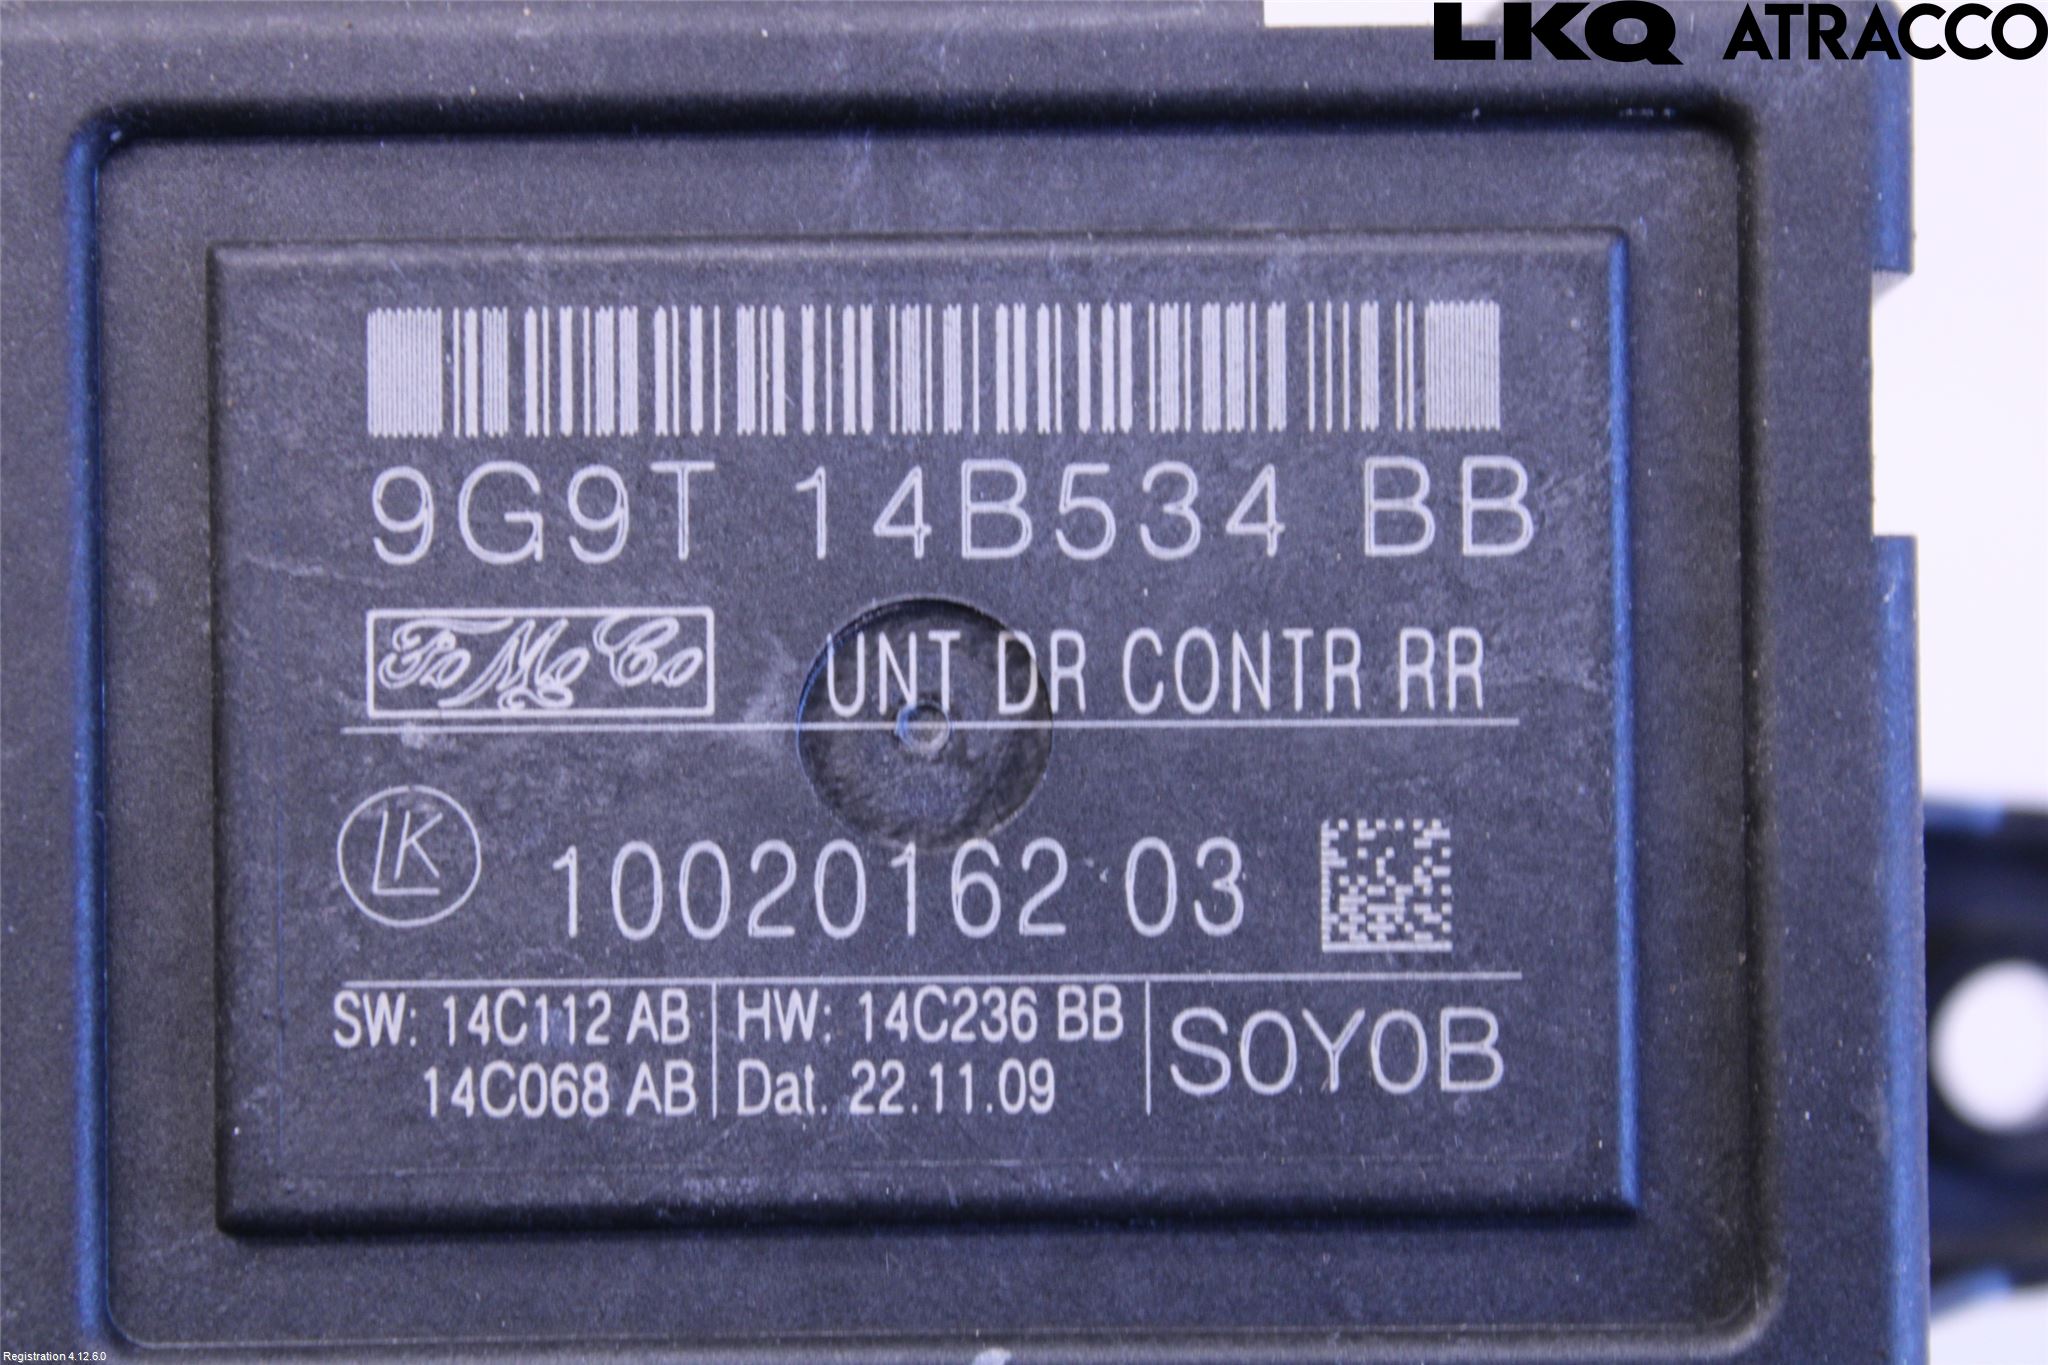 LKQ ATRACCO
9G9T 14B534 BB
FoMoCo UNT DR CONTR RR
LK 10020162 03
SW: 14C112 AB HW: 14C236 BB SOYOB
14C068 AB Dat. 22.11.09
Registration 4.12.6.0